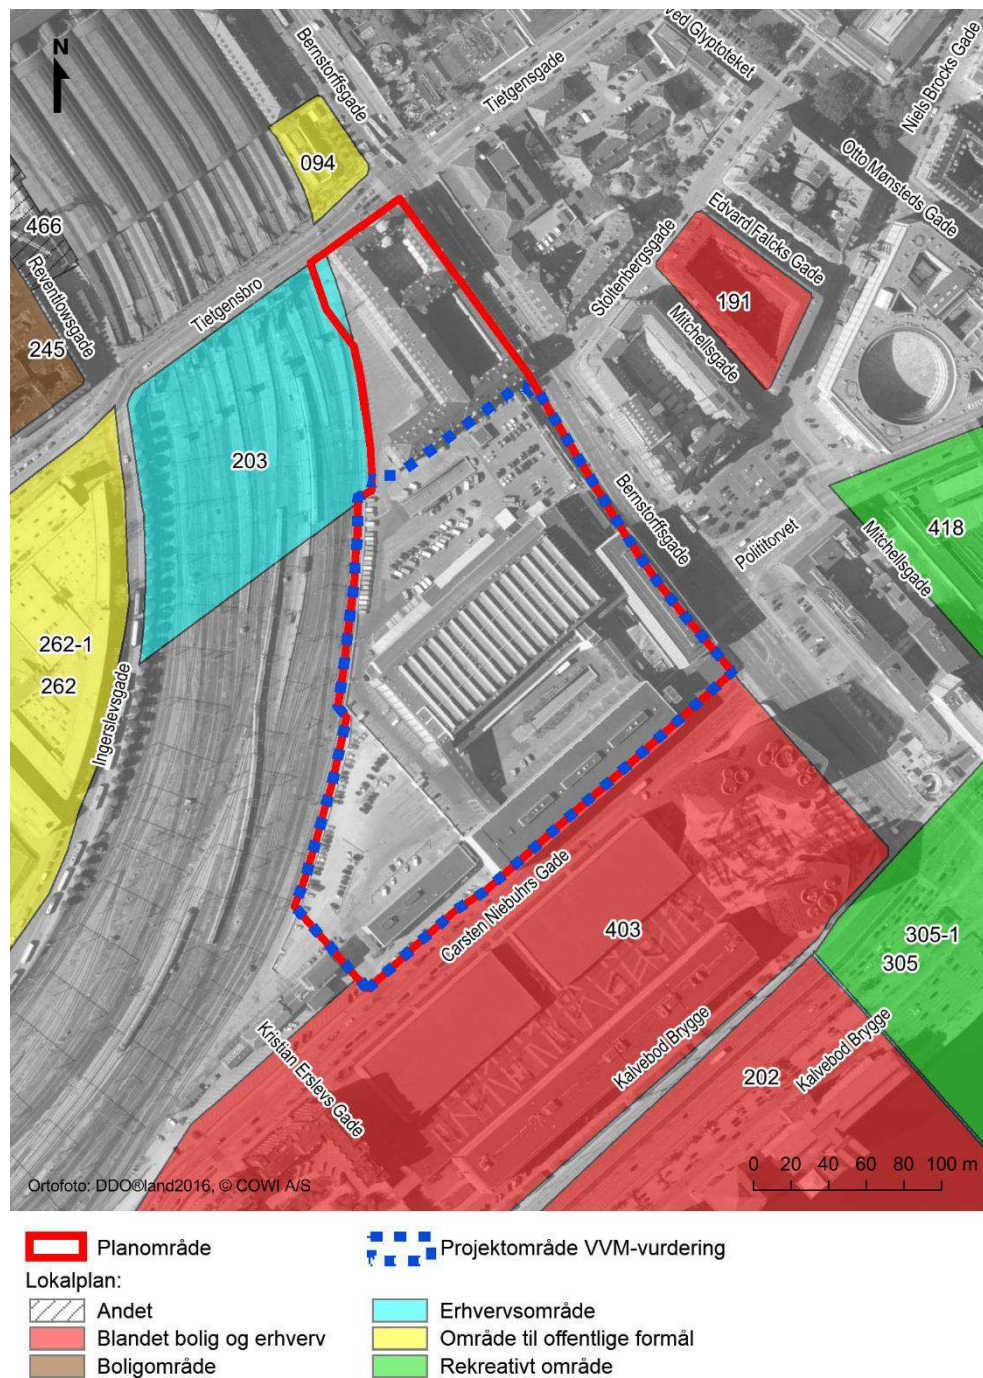 N
Bernstorffsgade
Tietgensgade
Ved Glyptoteket
Niels Brocks Gade
Otto Mønsteds Gade
094
466
Reventlowsgade
Tietgensbro
Stoltenbergsgade
Edvard Falcks Gade
191
Mitchellsgade
245
203
Bernstorffsgade
Polititorvet
418
Mitchellsgade
262-1
262
Ingerslevsgade
Carsten Niebuhrs Gade
403
305-1
305
Kalvebod Brygge
Kalvebod Brygge
202
Kristian Erslevs Gade
0 20 40 60 80 100 m
Ortofoto: DDO®land2016, © COWI A/S
Planområde
Projektområde VVM-vurdering
Lokalplan:
Andet
Erhvervsområde
Blandet bolig og erhverv
Område til offentlige formål
Boligområde
Rekreativt område